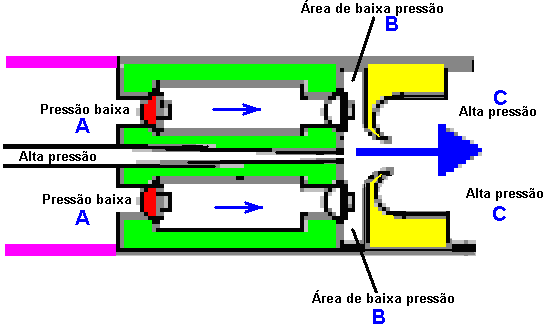 Área de baixa pressão
B
C
Alta pressão
Pressão baixa
A
Alta pressão
Pressão baixa
A
Alta pressão
C
Área de baixa pressão
B